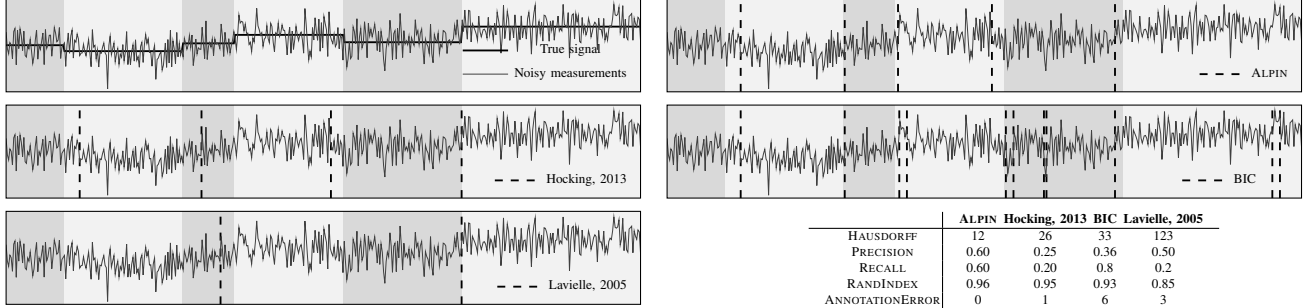 True signal
Noisy measurements
ALPIN
Hocking, 2013
BIC
Lavielle, 2005
ALPIN Hocking, 2013 BIC Lavielle, 2005
HAUSDORFF 12 26 33 123
PRECISION 0.60 0.25 0.36 0.50
RECALL 0.60 0.20 0.8 0.2
RANDINDEX 0.96 0.95 0.93 0.85
ANNOTATIONERROR 0 1 6 3